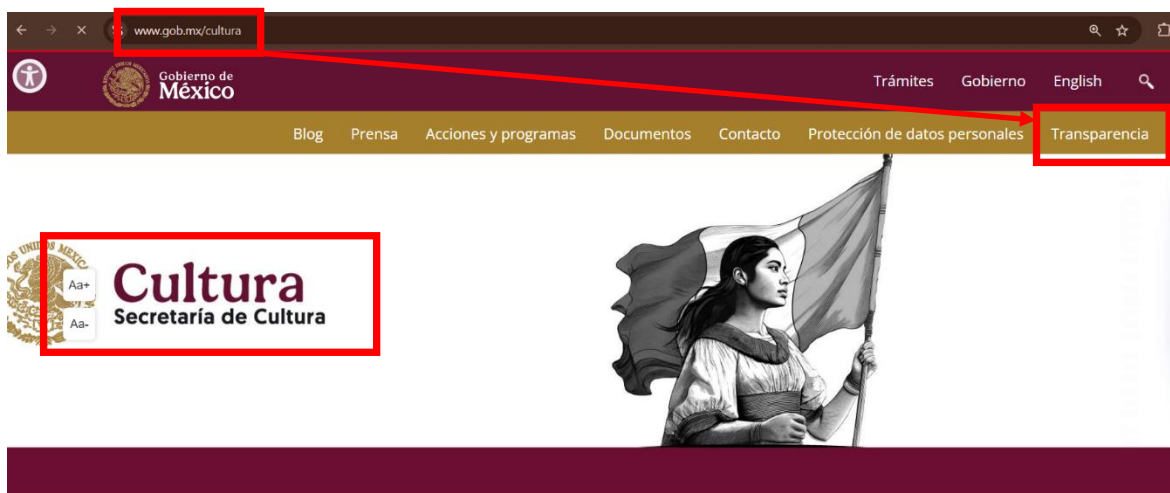 www.gob.mx/cultura
Gobierno de
México
Trámites Gobierno English
Blog Prensa Acciones y programas Documentos Contacto Protección de datos personales Transparencia
Aa+
Cultura
Secretaría de Cultura
Aa-